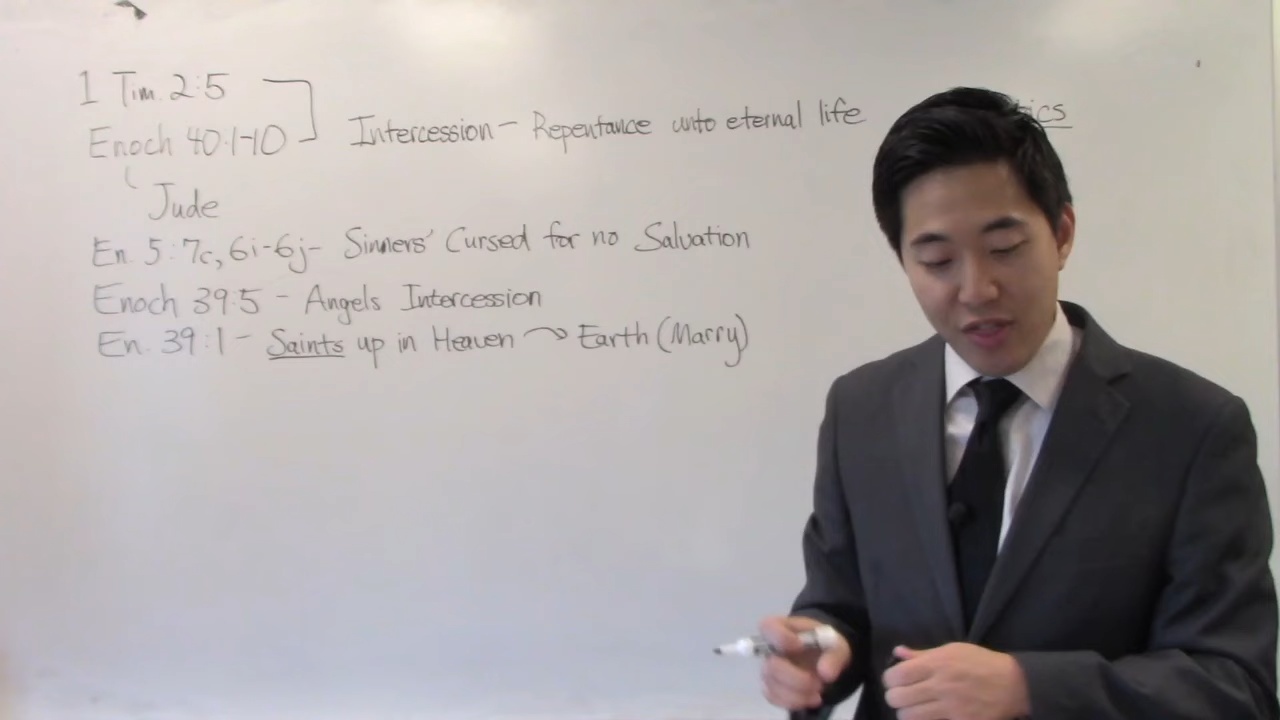 1 Tim. 2:5
Enoch 40:1-10
Intercession - Repentance unto eternal life
Jude
En. 5:7c, 6i-6j- Sinners' Cursed for no Salvation
Enoch 39:5 - Angels Intercession
En. 39:1 - Saints up in Heaven → Earth (Marry)